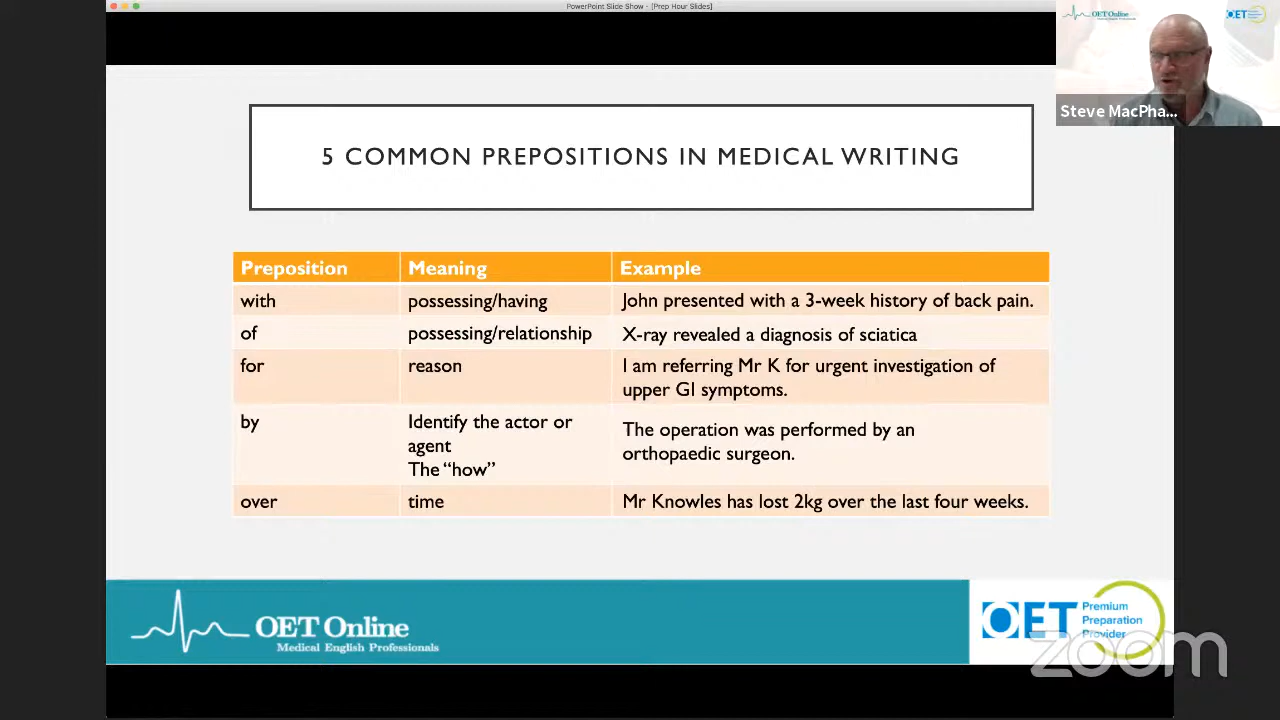 PowerPoint Slide Show - [Prep Hour Slides]
OET Online
OET
Steve MacPha...
5 COMMON PREPOSITIONS IN MEDICAL WRITING
Preposition Meaning Example
with possessing/having John presented with a 3-week history of back pain.
of possessing/relationship X-ray revealed a diagnosis of sciatica
for reason I am referring Mr K for urgent investigation of
upper GI symptoms.
by Identify the actor or
agent
The "how"
The operation was performed by an
orthopaedic surgeon.
over time Mr Knowles has lost 2kg over the last four weeks.
OET Online
Medical English Professionals
OET
Premium
Preparation
Provider
zoom